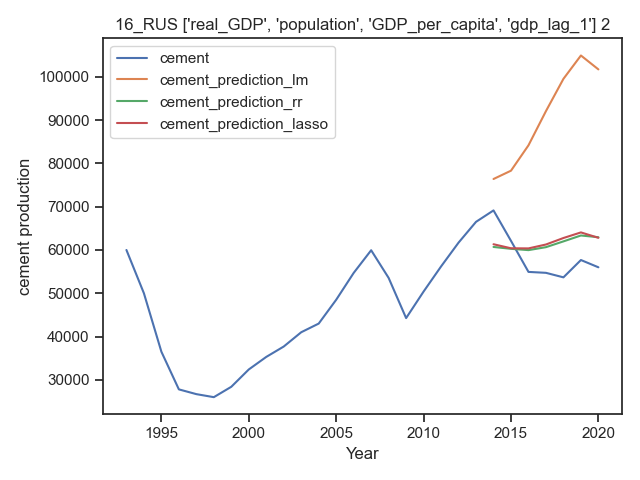 16_RUS ['real_GDP', 'population', 'GDP_per_capita', 'gdp_lag_1'] 2
cement
cement_prediction_lm
cement_prediction_rr
cement_prediction_lasso
cement production
100000
90000
80000
70000
60000
50000
40000
30000
1995
2000
2005
2010
2015
2020
Year